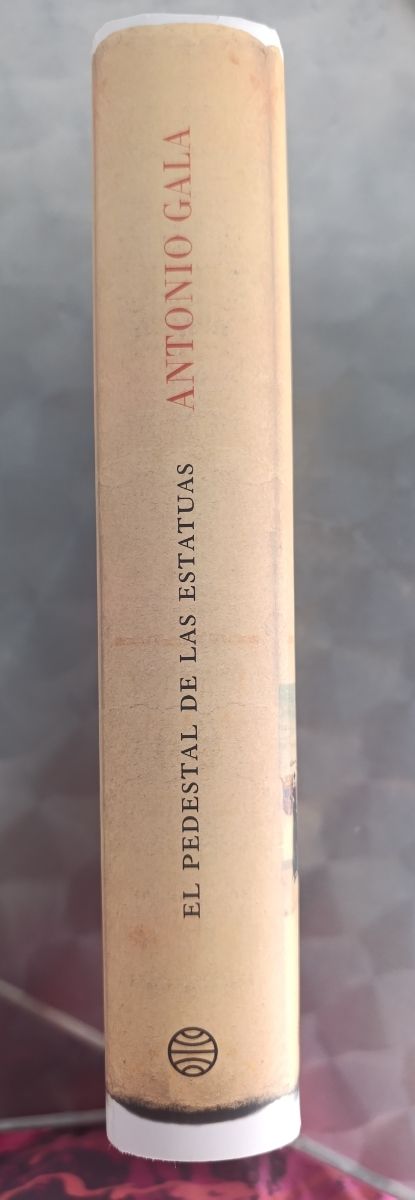 EL PEDESTAL DE LAS ESTATUAS
ANTONIO GALA